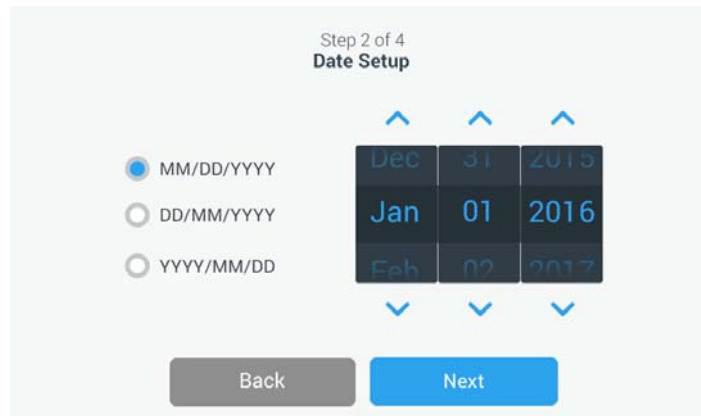 Step 2 of 4
Date Setup
MM/DD/YYYY
DD/MM/YYYY
YYYY/MM/DD
Dec 31 2015
Jan 01 2016
Feb 02 2017
Back Next